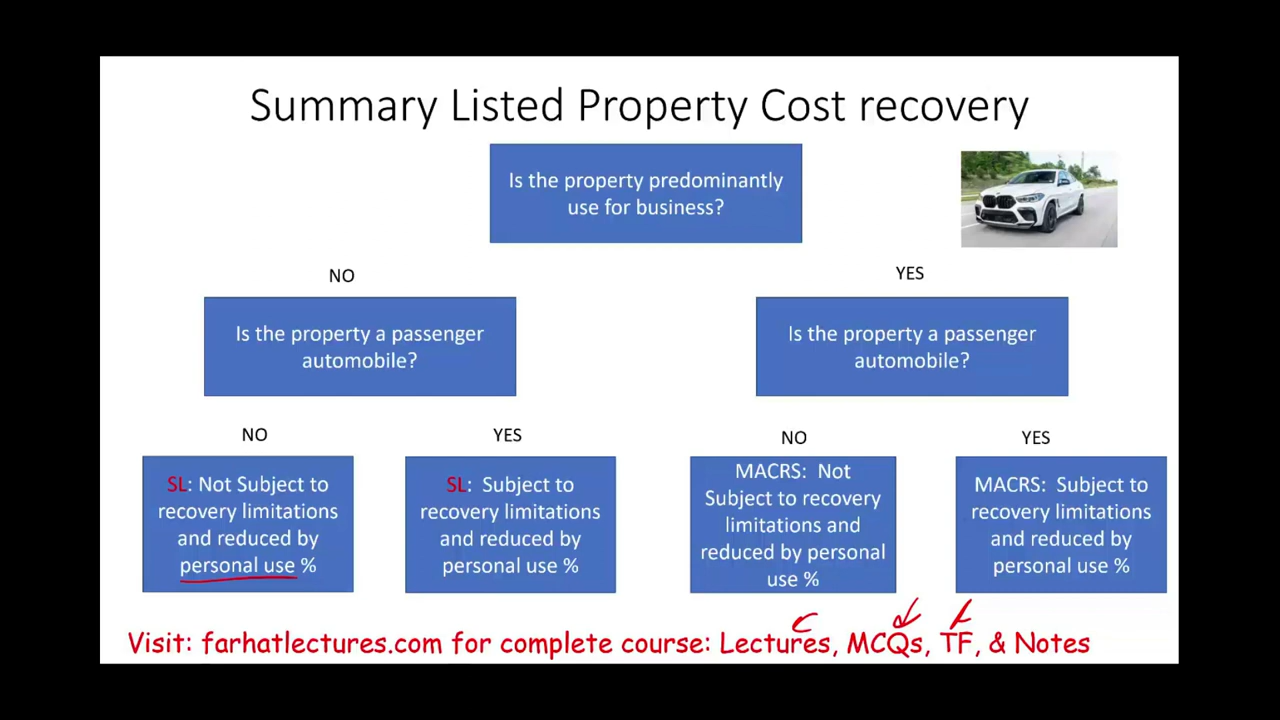 Summary Listed Property Cost recovery
Is the property predominantly
use for business?
NO
YES
Is the property a passenger
automobile?
Is the property a passenger
automobile?
NO
YES
NO
YES
SL: Not Subject to
recovery limitations
and reduced by
personal use %
SL: Subject to
recovery limitations
and reduced by
personal use %
MACRS: Not
Subject to recovery
limitations and
reduced by personal
use %
MACRS: Subject to
recovery limitations
and reduced by
personal use %
Visit: farhatlectures.com for complete course: Lectures, MCQs, TF, & Notes